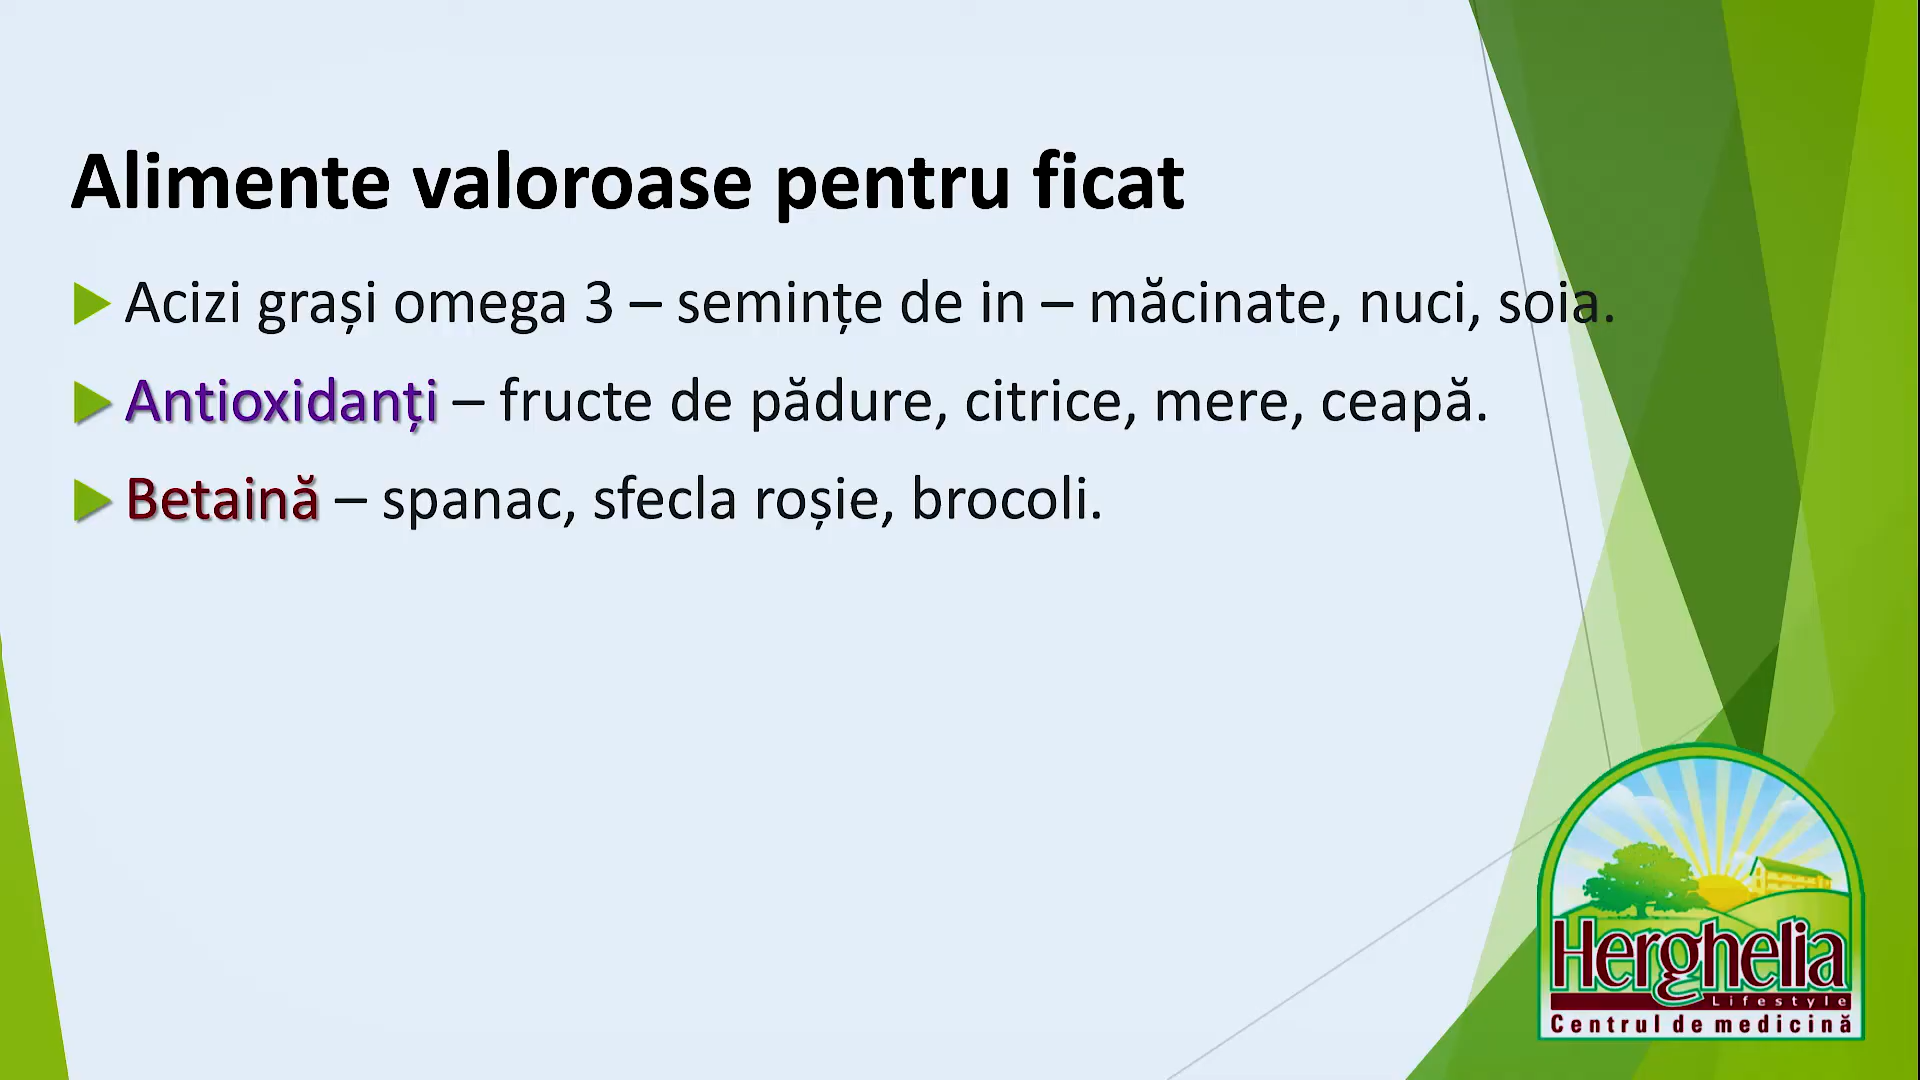 Alimente valoroase pentru ficat
Acizi grași omega 3 – semințe de in – măcinate, nuci, soia.
Antioxidanți – fructe de pădure, citrice, mere, ceapă.
Betaină – spanac, sfecla roșie, brocoli.
Herghelia
Lifestyle
Centrul de medicină